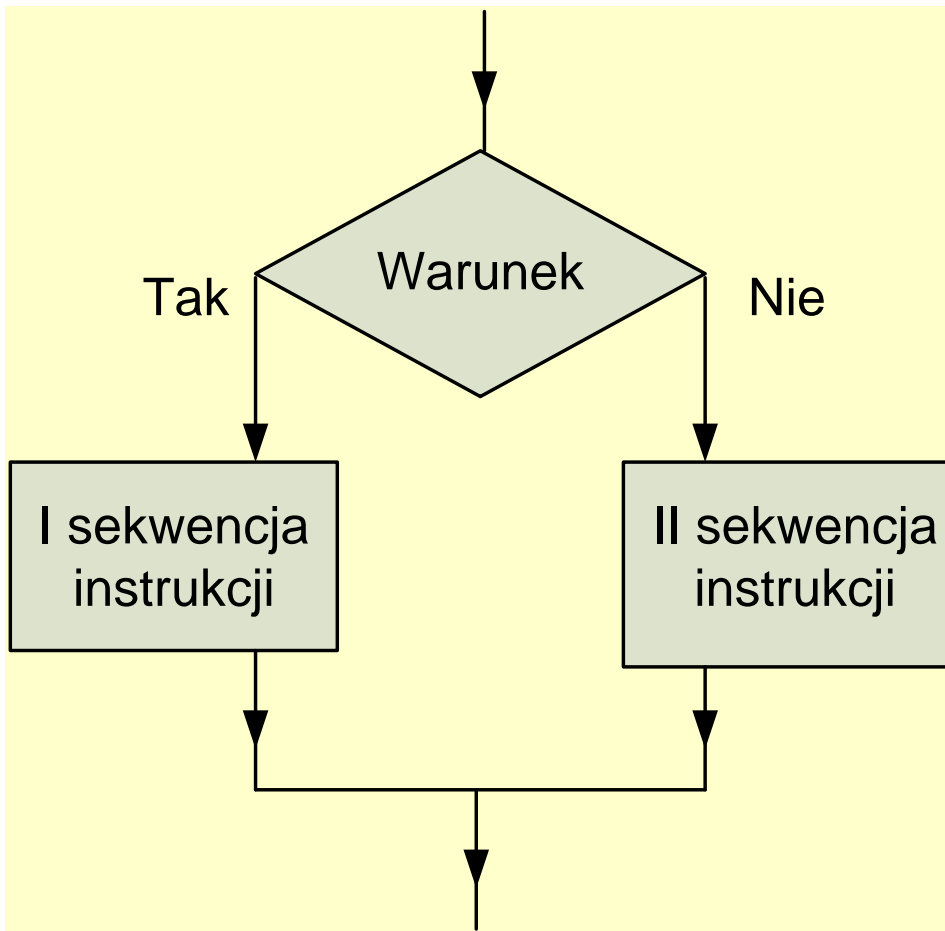 Warunek
Tak
Nie
I sekwencja
instrukcji
II sekwencja
instrukcji